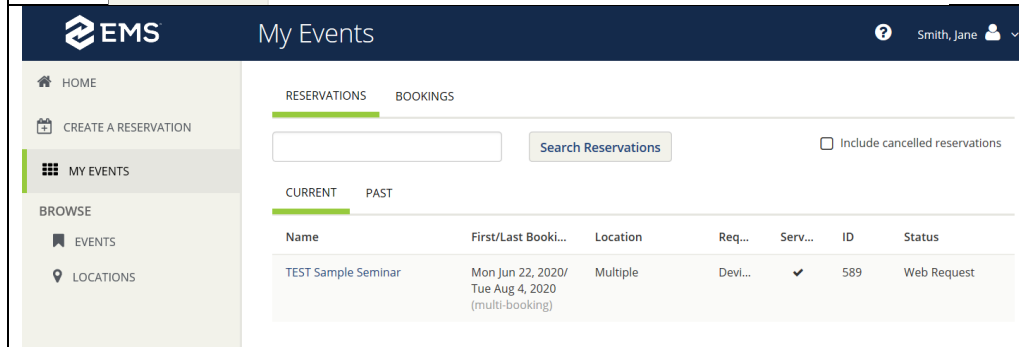 EMS
My Events
? Smith, Jane
HOME
CREATE A RESERVATION
MY EVENTS
BROWSE
EVENTS
LOCATIONS
RESERVATIONS BOOKINGS
Search Reservations
Include cancelled reservations
CURRENT PAST
Name First/Last Booki... Location Req... Serv... ID Status
TEST Sample Seminar Mon Jun 22, 2020/ Multiple Devi... 589 Web Request
Tue Aug 4, 2020
(multi-booking)